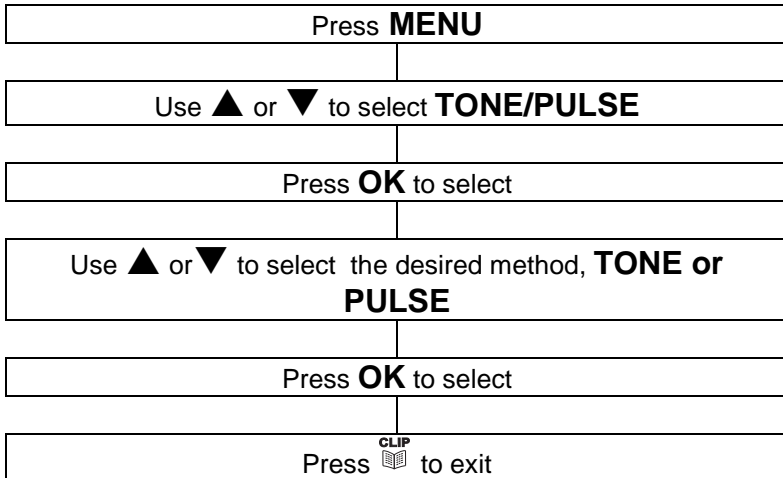 Press MENU
Use ▲ or ▼ to select TONE/PULSE
Press OK to select
Use ▲ or ▼ to select the desired method, TONE or
PULSE
Press OK to select
CLIP
Press to exit